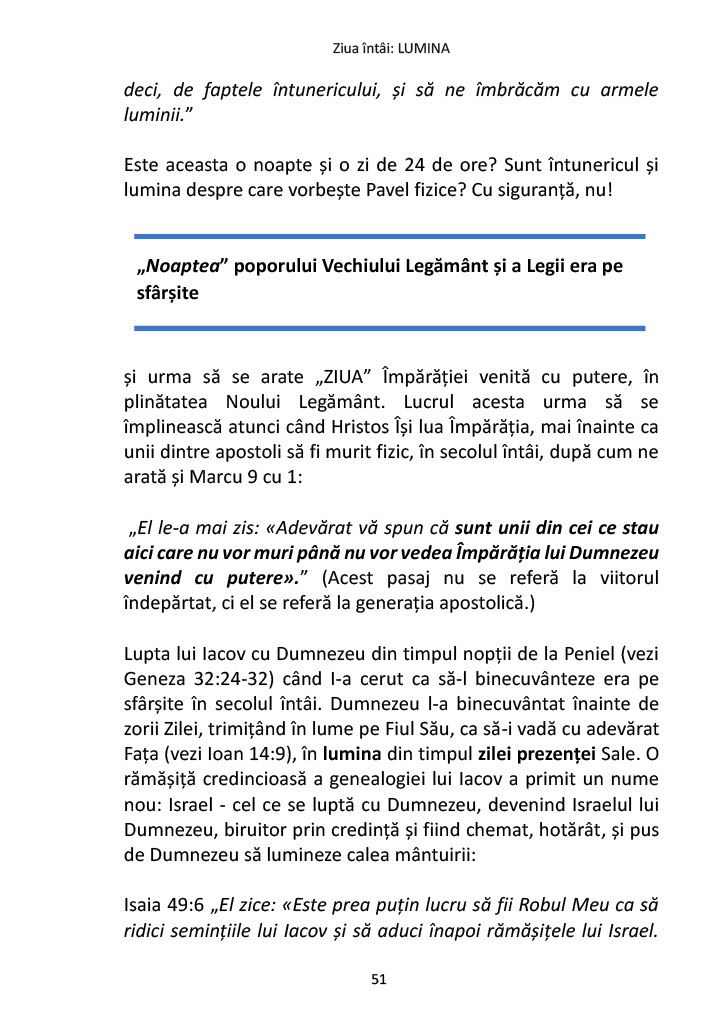 Ziua întâi: LUMINA
deci, de faptele întunericului, și să ne îmbrăcăm cu armele
luminii.”
Este aceasta o noapte și o zi de 24 de ore? Sunt întunericul și
lumina despre care vorbește Pavel fizice? Cu siguranță, nu!
„Noaptea” poporului Vechiului Legământ și a Legii era pe
sfârșite
și urma să se arate „ZIUA” Împărăției venită cu putere, în
plinătatea Noului Legământ. Lucrul acesta urma să se
împlinească atunci când Hristos Își lua Împărăția, mai înainte ca
unii dintre apostoli să fi murit fizic, în secolul întâi, după cum ne
arată și Marcu 9 cu 1:
„El le-a mai zis: «Adevărat vă spun că sunt unii din cei ce stau
aici care nu vor muri până nu vor vedea Împărăția lui Dumnezeu
venind cu putere».” (Acest pasaj nu se referă la viitorul
îndepărtat, ci el se referă la generația apostolică.)
Lupta lui Iacov cu Dumnezeu din timpul nopții de la Peniel (vezi
Geneza 32:24-32) când I-a cerut ca să-l binecuvânteze era pe
sfârșite în secolul întâi. Dumnezeu l-a binecuvântat înainte de
zorii Zilei, trimițând în lume pe Fiul Său, ca să-i vadă cu adevărat
Fața (vezi Ioan 14:9), în lumina din timpul zilei prezenței Sale. O
rămășiță credincioasă a genealogiei lui Iacov a primit un nume
nou: Israel - cel ce se luptă cu Dumnezeu, devenind Israelul lui
Dumnezeu, biruitor prin credință și fiind chemat, hotărât, și pus
de Dumnezeu să lumineze calea mântuirii:
Isaia 49:6 „El zice: «Este prea puțin lucru să fii Robul Meu ca să
ridici semințiile lui Iacov și să aduci înapoi rămășițele lui Israel.
51